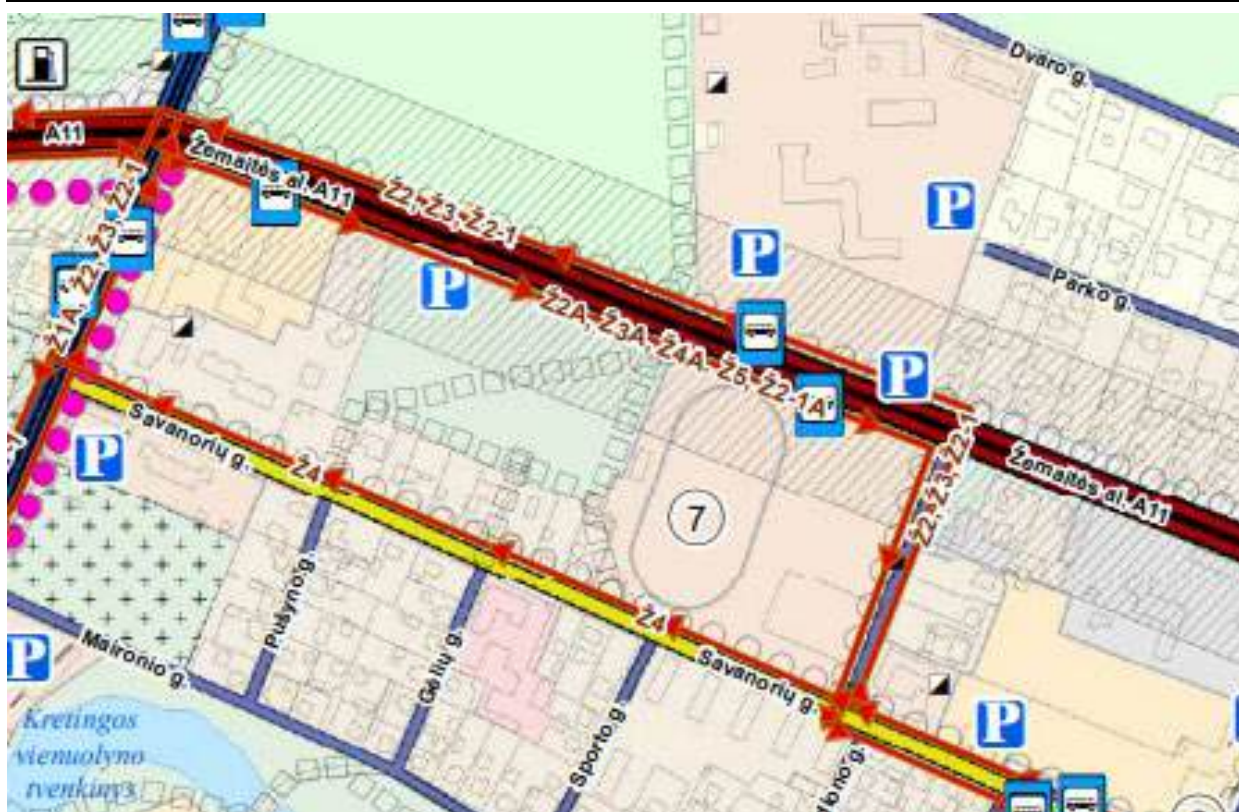 Dvaro g.
A11
Žemaitės al. A11
Ž2, Ž3, Ž2-1
P
P
Parko g.
P
Ž1A, Ž2, Ž3, Ž2-1
Ž2A, Ž3A, Ž4A, Ž5, Ž2-1A
P
Savanorių g.
P
Ž4
Žemaitės al. A11
Ž2, Ž3, Ž2-1
7
Pušyno g.
Gėlių g.
Ž4
Savanorių g.
Maironio g.
P
Sporto g.
P
Kretingos
vienuolyno
tvenkinys